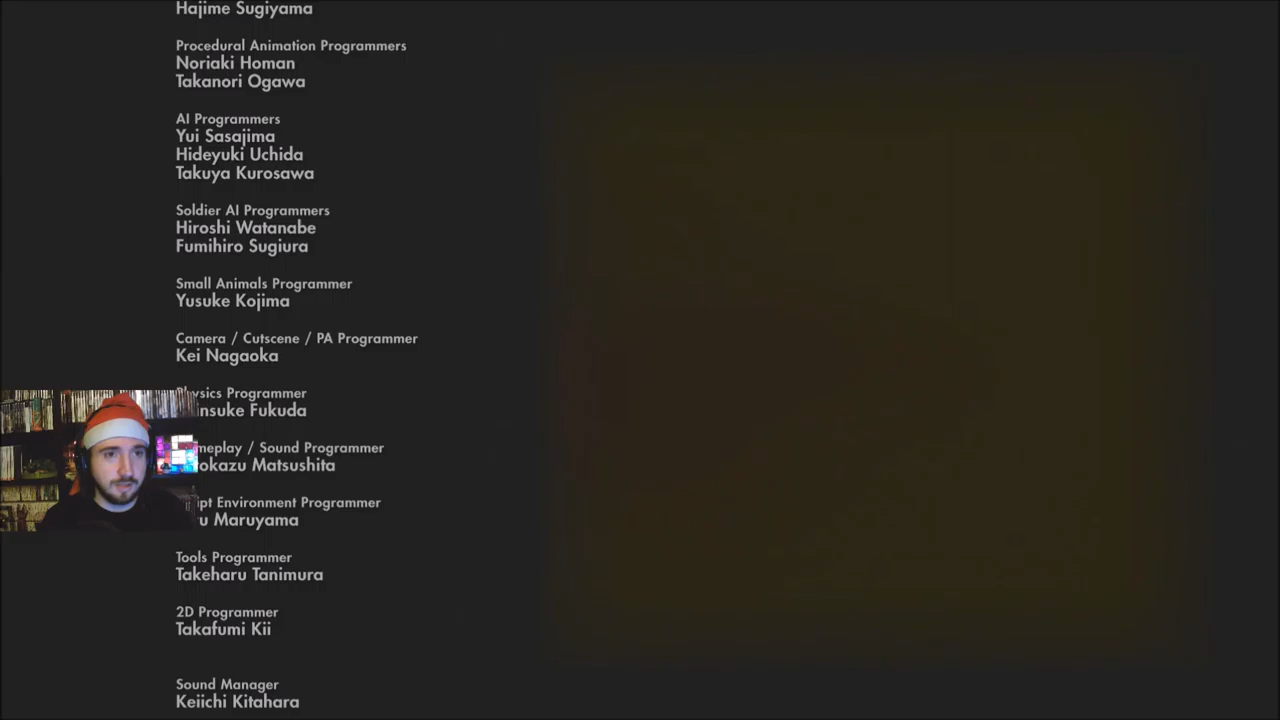 Hajime Sugiyama
Procedural Animation Programmers
Noriaki Homan
Takanori Ogawa
AI Programmers
Yui Sasajima
Hideyuki Uchida
Takuya Kurosawa
Soldier AI Programmers
Hiroshi Watanabe
Fumihiro Sugiura
Small Animals Programmer
Yusuke Kojima
Camera / Cutscene / PA Programmer
Kei Nagaoka
Programmer
Fukuda
/ Sound Programmer
Matsushita
Environment Programmer
Maruyama
Tools Programmer
Takeharu Tanimura
2D Programmer
Takafumi Kii
Sound Manager
Keiichi Kitahara